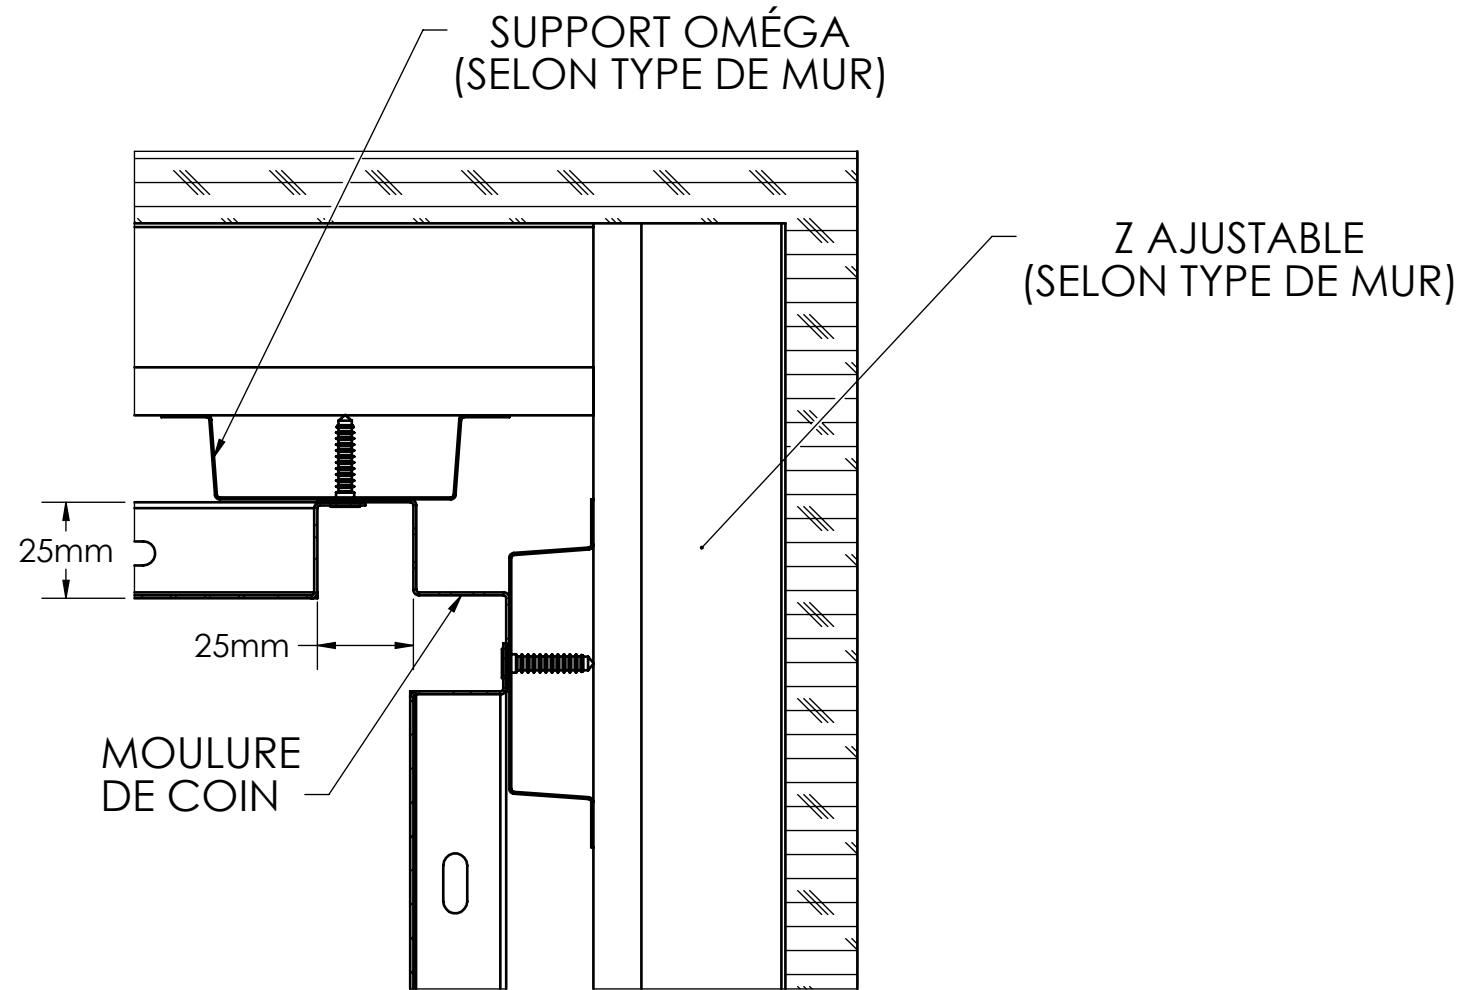 SUPPORT OMÉGA
(SELON TYPE DE MUR)
Z AJUSTABLE
(SELON TYPE DE MUR)
25mm
25mm
MOULURE
DE COIN